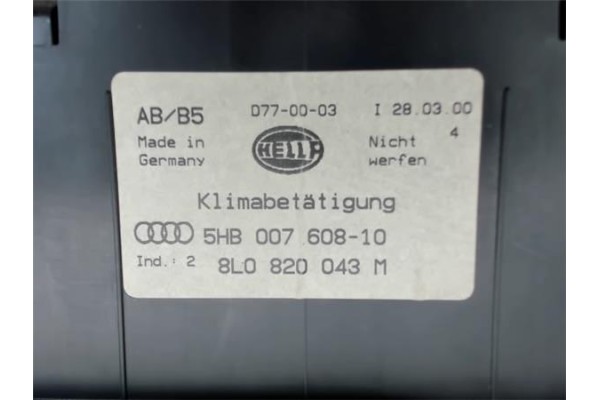 AB/B5 D77-00-03 I 28.03.00
4
Made in Germany
HELLA
Nicht werfen
Klimabetätigung
5HB 007 608-10
Ind.: 2 8L0 820 043 M